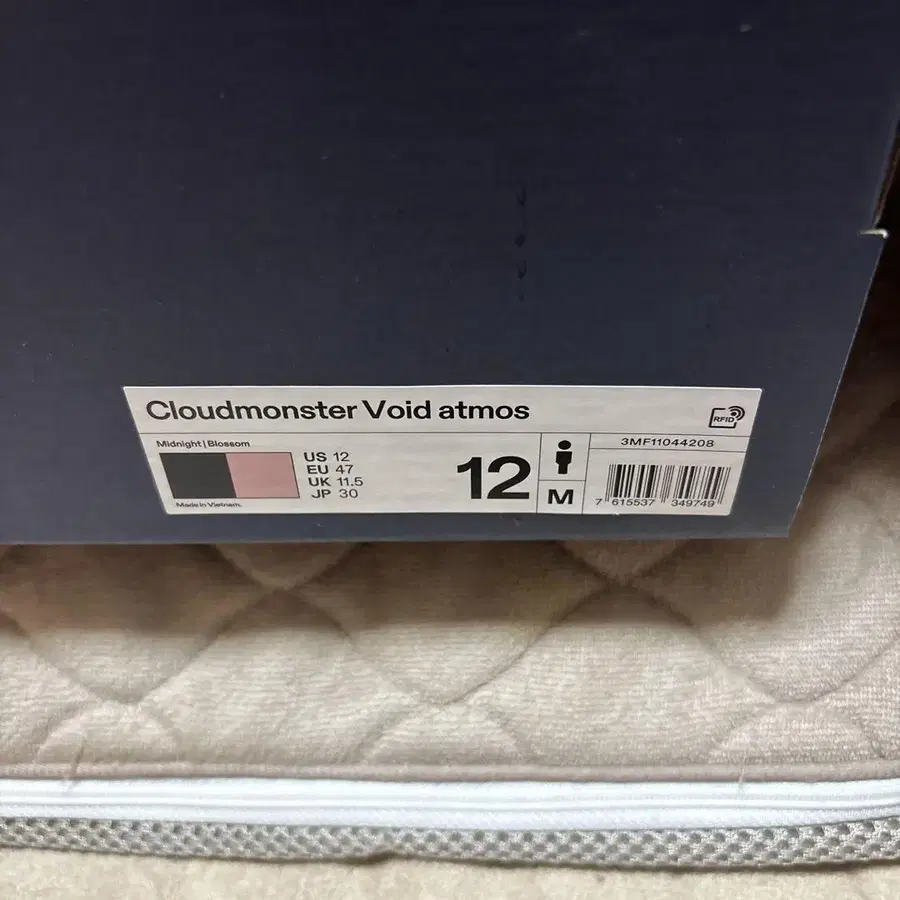 Cloudmonster Void atmos
RFID
Midnight | Blossom
US 12
EU 47
UK 11.5
JP 30
Made in Vietnam.
12
M
3MF11044208
7 615537 349749